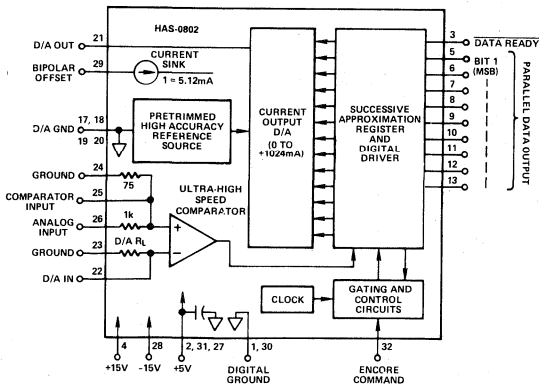 HAS-0802
D/A OUT 21
BIPOLAR OFFSET 29
CURRENT SINK
1 = 5.12mA
D/A GND 17, 18
19 20
PRETRIMMED HIGH ACCURACY REFERENCE SOURCE
CURRENT OUTPUT D/A (0 TO +1024mA)
SUCCESSIVE APPROXIMATION REGISTER AND DIGITAL DRIVER
3 DATA READY
5 BIT 1
6 (MSB)
7
8
9
10
11
12
13
PARALLEL DATA OUTPUT
GROUND 24
75
COMPARATOR INPUT 25
ANALOG INPUT 26
1k
GROUND 23
D/A RL
D/A IN 22
ULTRA-HIGH SPEED COMPARATOR
+
−
CLOCK
GATING AND CONTROL CIRCUITS
4
+15V
28
-15V
2, 31, 27
+5V
1, 30
DIGITAL GROUND
32
ENCORE COMMAND